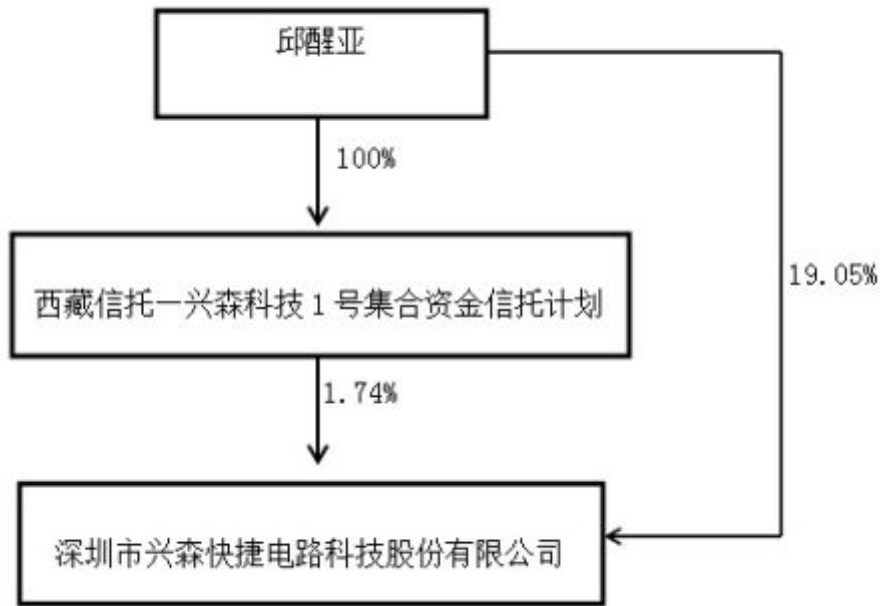 邱醒亚
100%
19.05%
西藏信托一兴森科技1号集合资金信托计划
1.74%
深圳市兴森快捷电路科技股份有限公司